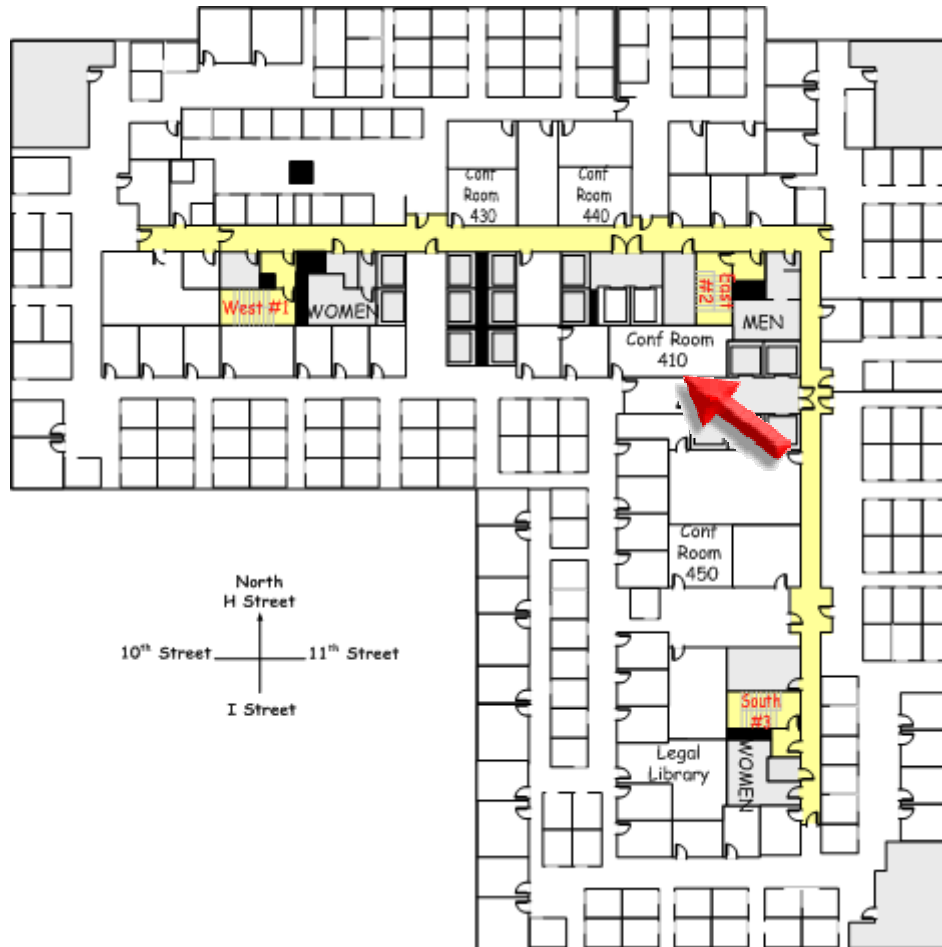 Conf
Room
430
Conf
Room
440
West #1
WOMEN
East
#2
MEN
Conf Room
410
Conf
Room
450
North
H Street
10th Street
11th Street
I Street
South
#3
Legal
Library
WOMEN